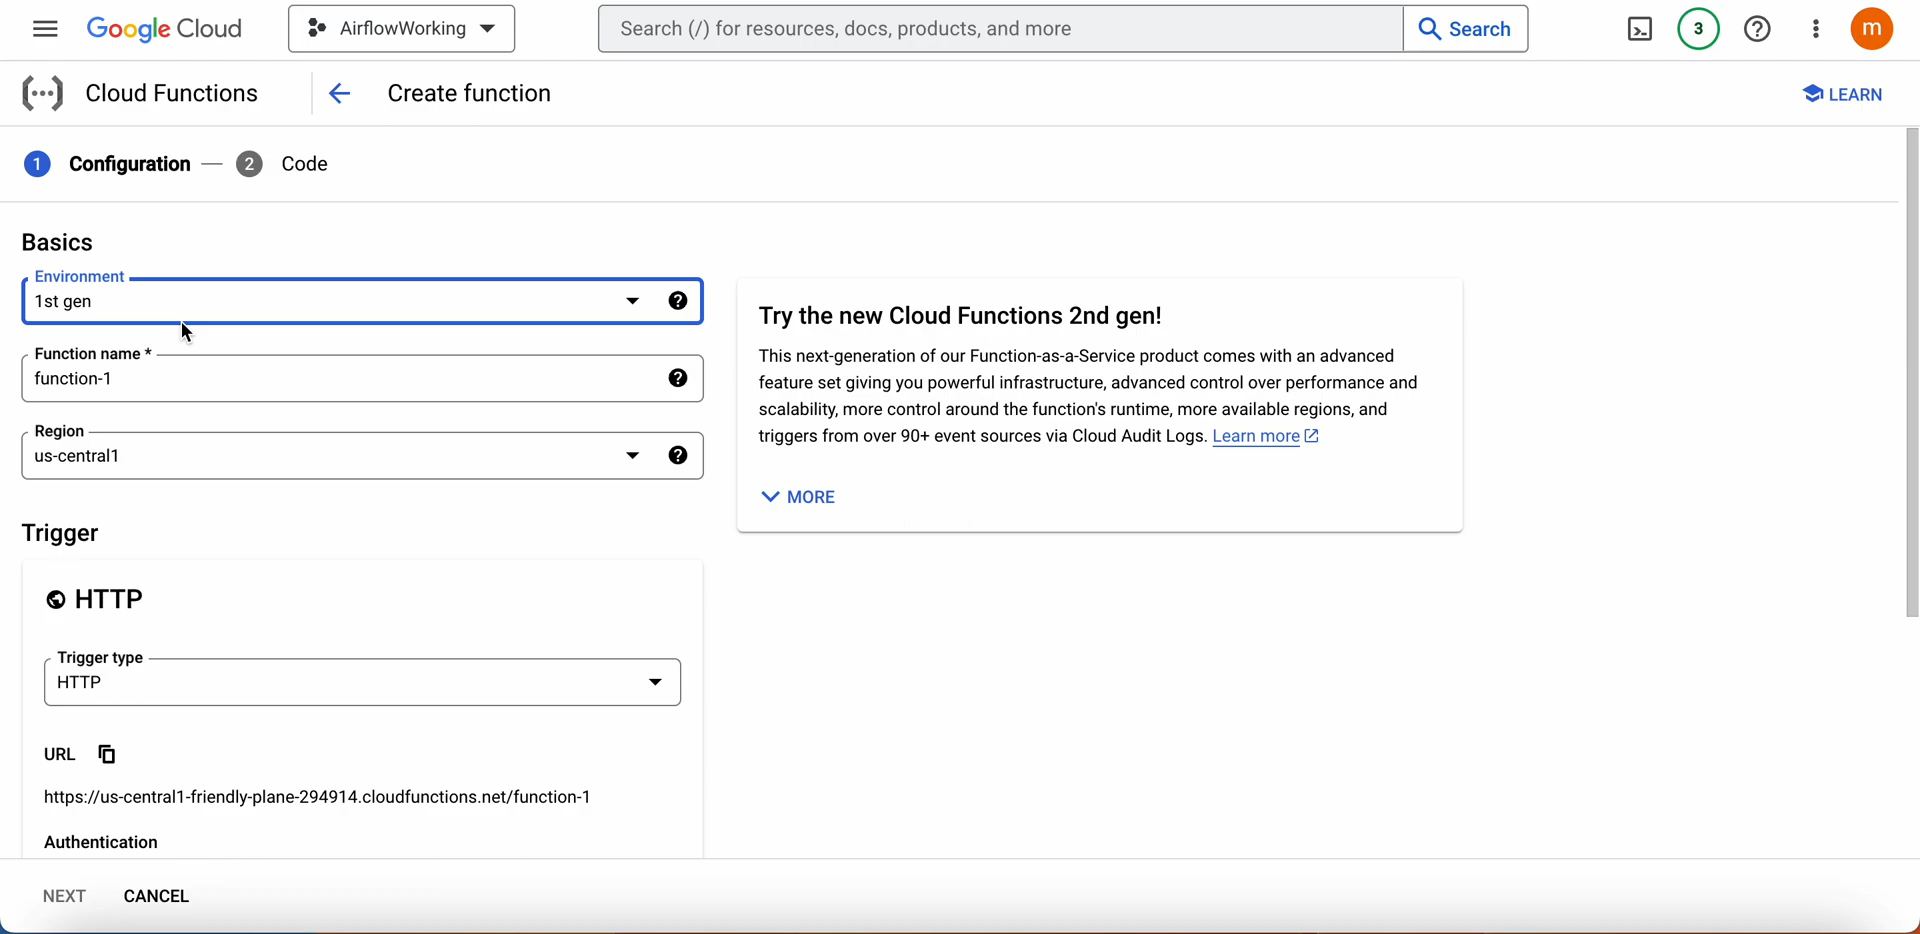 Google Cloud
AirflowWorking
Search (/) for resources, docs, products, and more
Search
3
m
Cloud Functions
Create function
LEARN
1 Configuration — 2 Code
Basics
Environment
1st gen
Function name *
function-1
Region
us-central1
Try the new Cloud Functions 2nd gen!
This next-generation of our Function-as-a-Service product comes with an advanced
feature set giving you powerful infrastructure, advanced control over performance and
scalability, more control around the function's runtime, more available regions, and
triggers from over 90+ event sources via Cloud Audit Logs. Learn more
MORE
Trigger
HTTP
Trigger type
HTTP
URL
https://us-central1-friendly-plane-294914.cloudfunctions.net/function-1
Authentication
NEXT
CANCEL